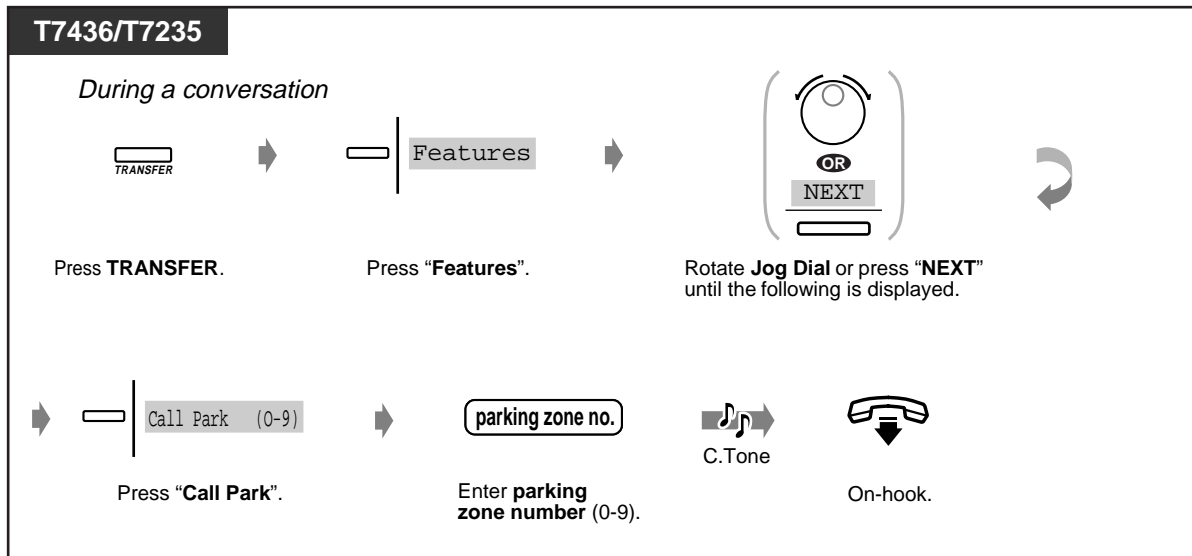 T7436/T7235
During a conversation
TRANSFER
Features
OR
NEXT
Press TRANSFER.
Press “Features”.
Rotate Jog Dial or press “NEXT”
until the following is displayed.
Call Park (0-9)
parking zone no.
C.Tone
Press “Call Park”.
Enter parking
zone number (0-9).
On-hook.